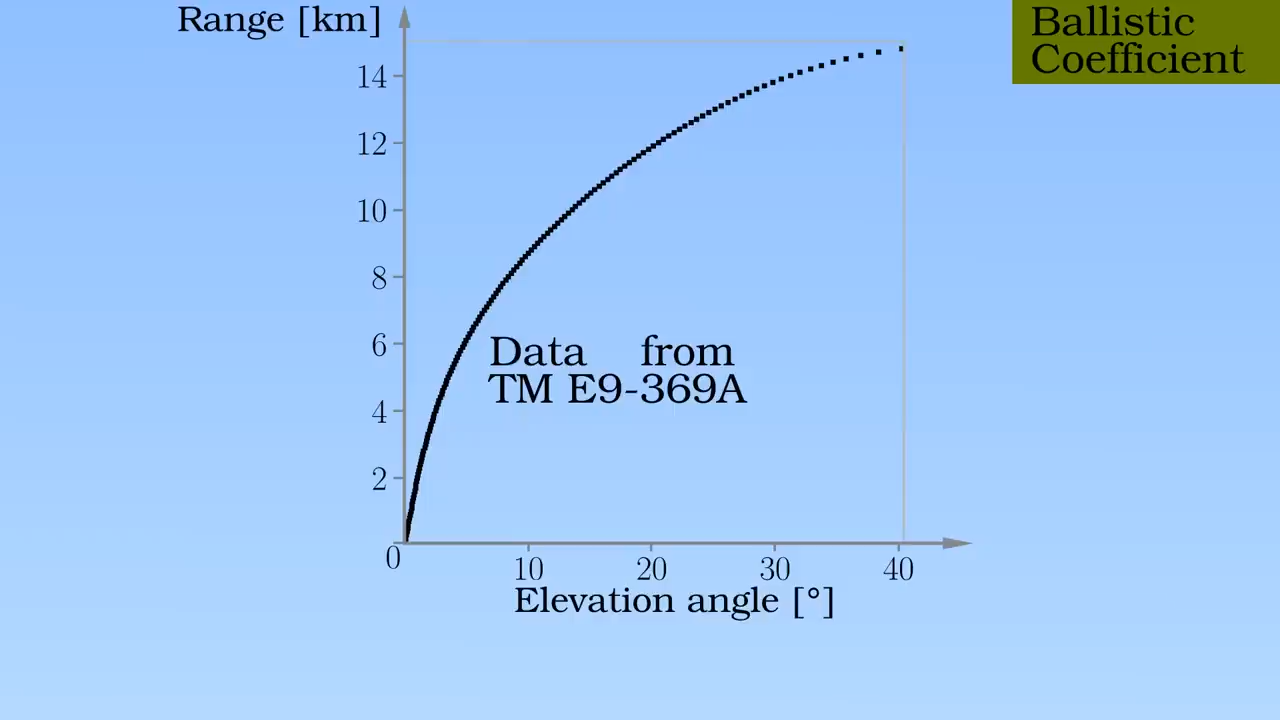 Range [km]
Ballistic
Coefficient
14
12
10
8
6
Data from
TM E9-369A
4
2
0
10 20 30 40
Elevation angle [°]